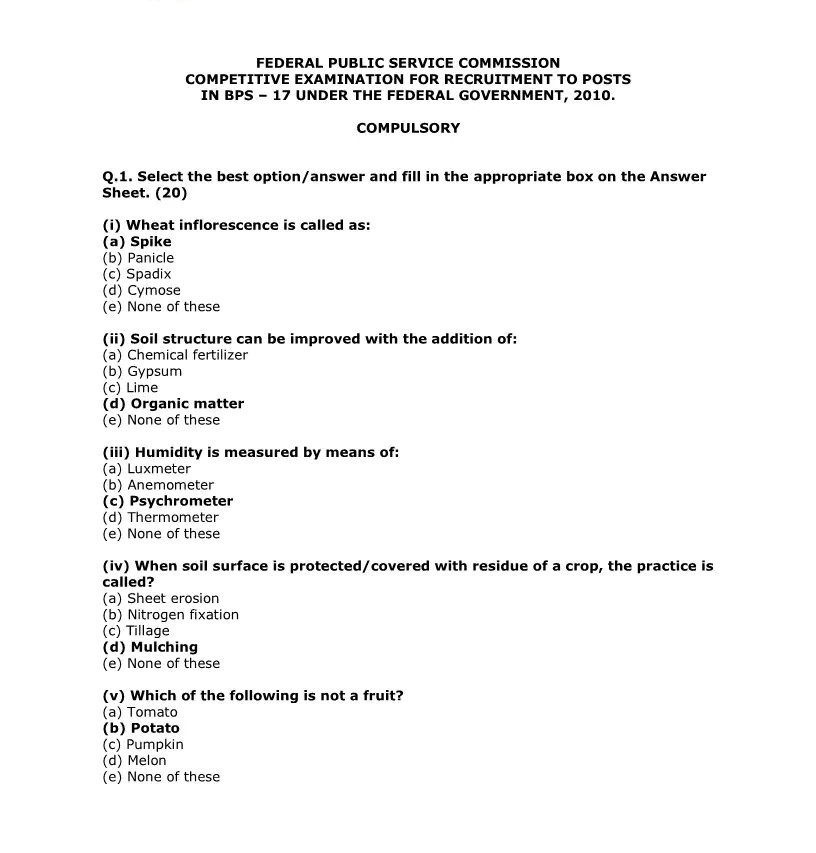 FEDERAL PUBLIC SERVICE COMMISSION
COMPETITIVE EXAMINATION FOR RECRUITMENT TO POSTS
IN BPS – 17 UNDER THE FEDERAL GOVERNMENT, 2010.
COMPULSORY
Q.1. Select the best option/answer and fill in the appropriate box on the Answer
Sheet. (20)
(i) Wheat inflorescence is called as:
(a) Spike
(b) Panicle
(c) Spadix
(d) Cymose
(e) None of these
(ii) Soil structure can be improved with the addition of:
(a) Chemical fertilizer
(b) Gypsum
(c) Lime
(d) Organic matter
(e) None of these
(iii) Humidity is measured by means of:
(a) Luxmeter
(b) Anemometer
(c) Psychrometer
(d) Thermometer
(e) None of these
(iv) When soil surface is protected/covered with residue of a crop, the practice is
called?
(a) Sheet erosion
(b) Nitrogen fixation
(c) Tillage
(d) Mulching
(e) None of these
(v) Which of the following is not a fruit?
(a) Tomato
(b) Potato
(c) Pumpkin
(d) Melon
(e) None of these